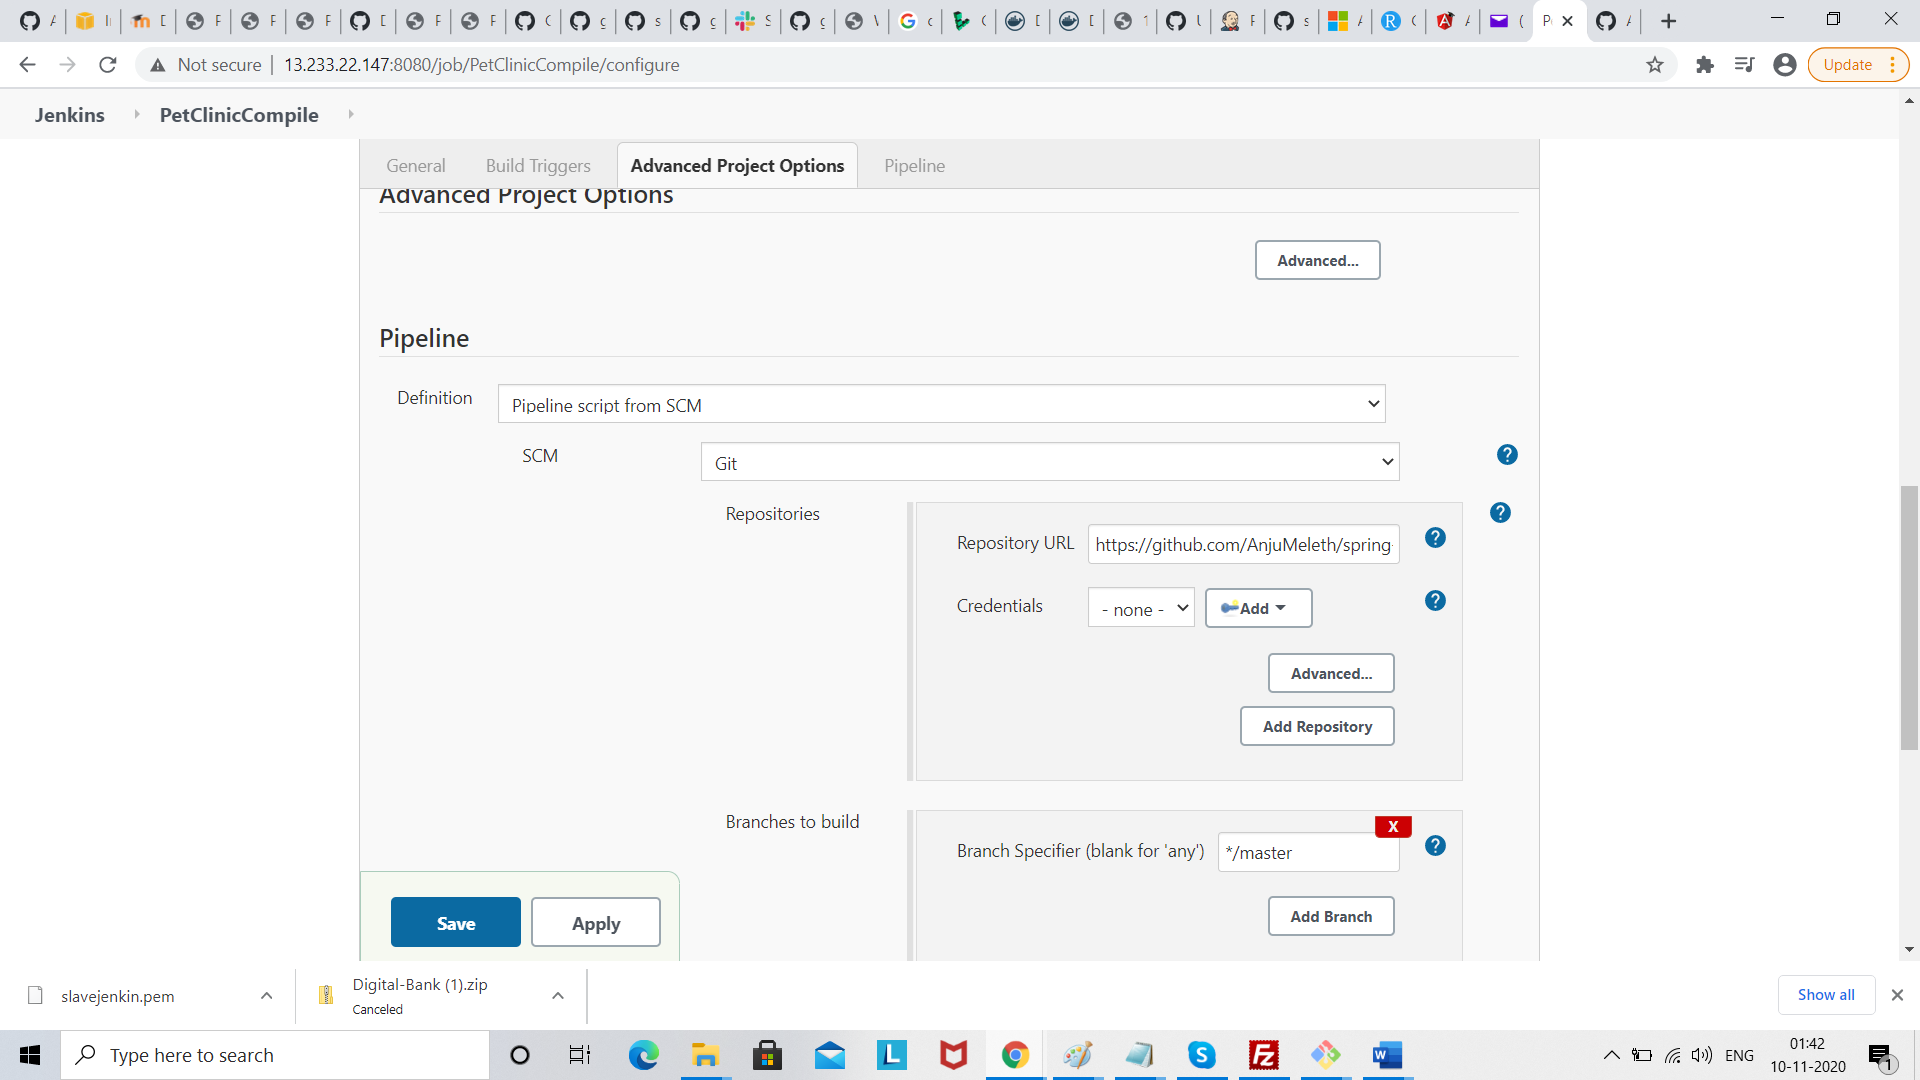 Not secure
13.233.22.147:8080/job/PetClinicCompile/configure
Update
Jenkins
PetClinicCompile
General
Build Triggers
Advanced Project Options
Pipeline
Advanced Project Options
Advanced...
Pipeline
Definition
Pipeline script from SCM
SCM
Git
Repositories
Repository URL
https://github.com/AnjuMeleth/spring-
Credentials
- none -
Add
Advanced...
Add Repository
Branches to build
X
Branch Specifier (blank for 'any')
*/master
Add Branch
Save
Apply
slavejenkin.pem
Digital-Bank (1).zip
Canceled
Show all
Type here to search
ENG
01:42
10-11-2020
1